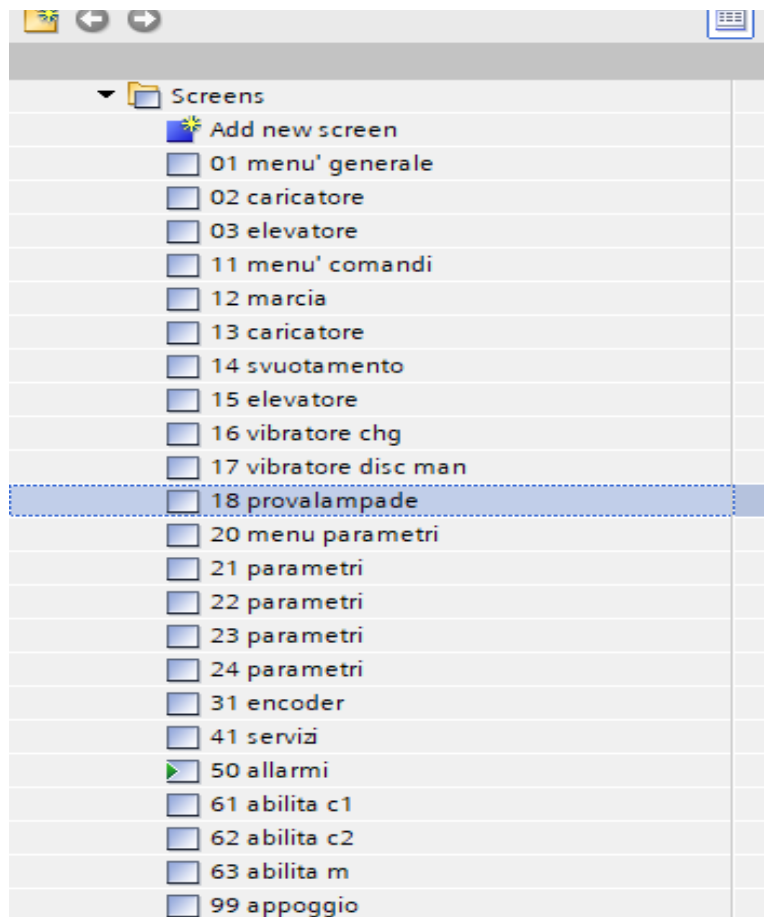 Screens
Add new screen
01 menu' generale
02 caricatore
03 elevatore
11 menu' comandi
12 marcia
13 caricatore
14 svuotamento
15 elevatore
16 vibratore chg
17 vibratore disc man
18 provalampade
20 menu parametri
21 parametri
22 parametri
23 parametri
24 parametri
31 encoder
41 servizi
50 allarmi
61 abilita c1
62 abilita c2
63 abilita m
99 appoggio